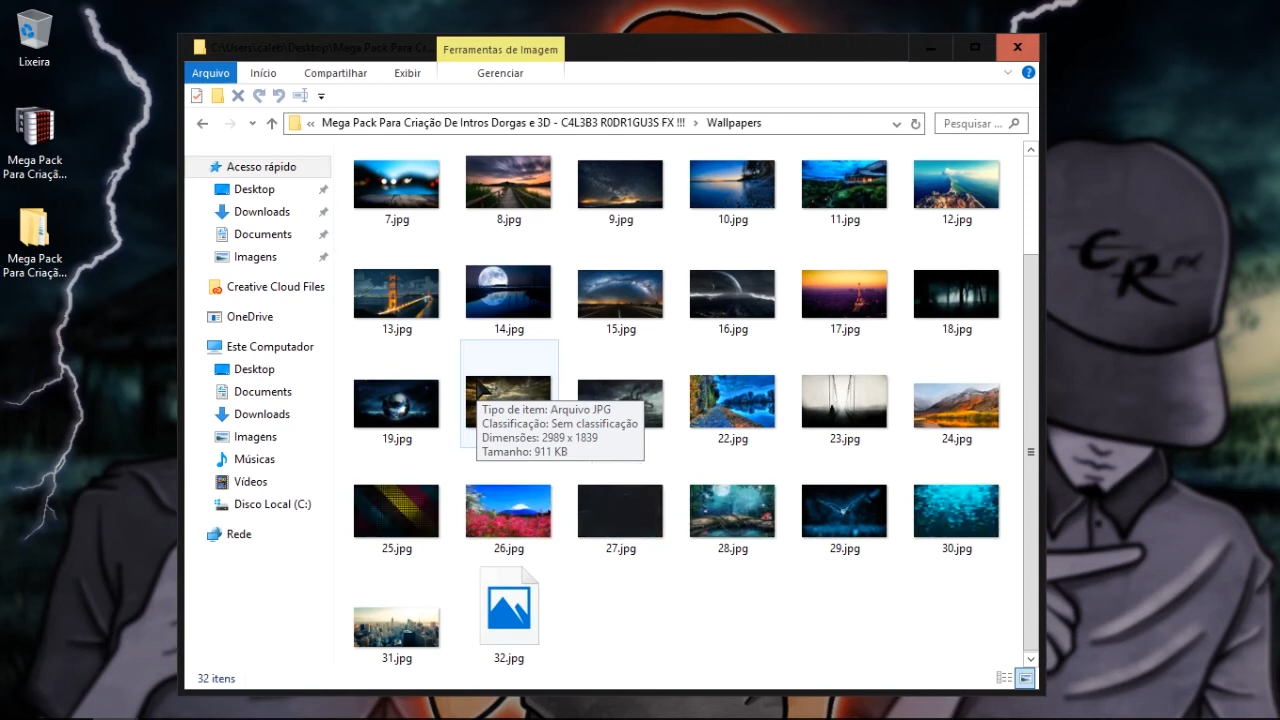 Lixeira
Mega Pack
Para Criaçã...
Mega Pack
Para Criaçã...
C:\Users\caleb\Desktop\Mega Pack Para Cri...
Ferramentas de Imagem
Arquivo
Início
Compartilhar
Exibir
Gerenciar
« Mega Pack Para Criação De Intros Dorgas e 3D - C4L3B3 R0DR1GU3S FX !!! > Wallpapers
Pesquisar ...
Acesso rápido
Desktop
Downloads
Documents
Imagens
Creative Cloud Files
OneDrive
Este Computador
Desktop
Documents
Downloads
Imagens
Músicas
Vídeos
Disco Local (C:)
Rede
7.jpg
8.jpg
9.jpg
10.jpg
11.jpg
12.jpg
13.jpg
14.jpg
15.jpg
16.jpg
17.jpg
18.jpg
19.jpg
Tipo de item: Arquivo JPG
Classificação: Sem classificação
Dimensões: 2989 x 1839
Tamanho: 911 KB
22.jpg
23.jpg
24.jpg
25.jpg
26.jpg
27.jpg
28.jpg
29.jpg
30.jpg
31.jpg
32.jpg
32 itens
CR